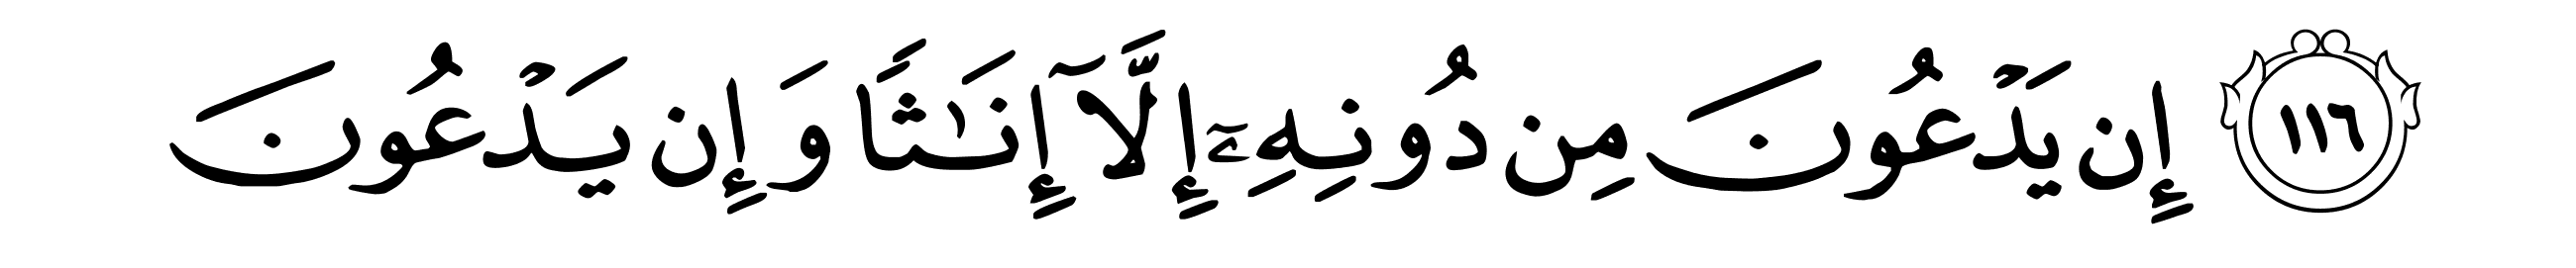 ١١٦ إِن يَدْعُونَ مِن دُونِهِۦٓ إِلَّآ إِنَٰثًا وَإِن يَدْعُونَ